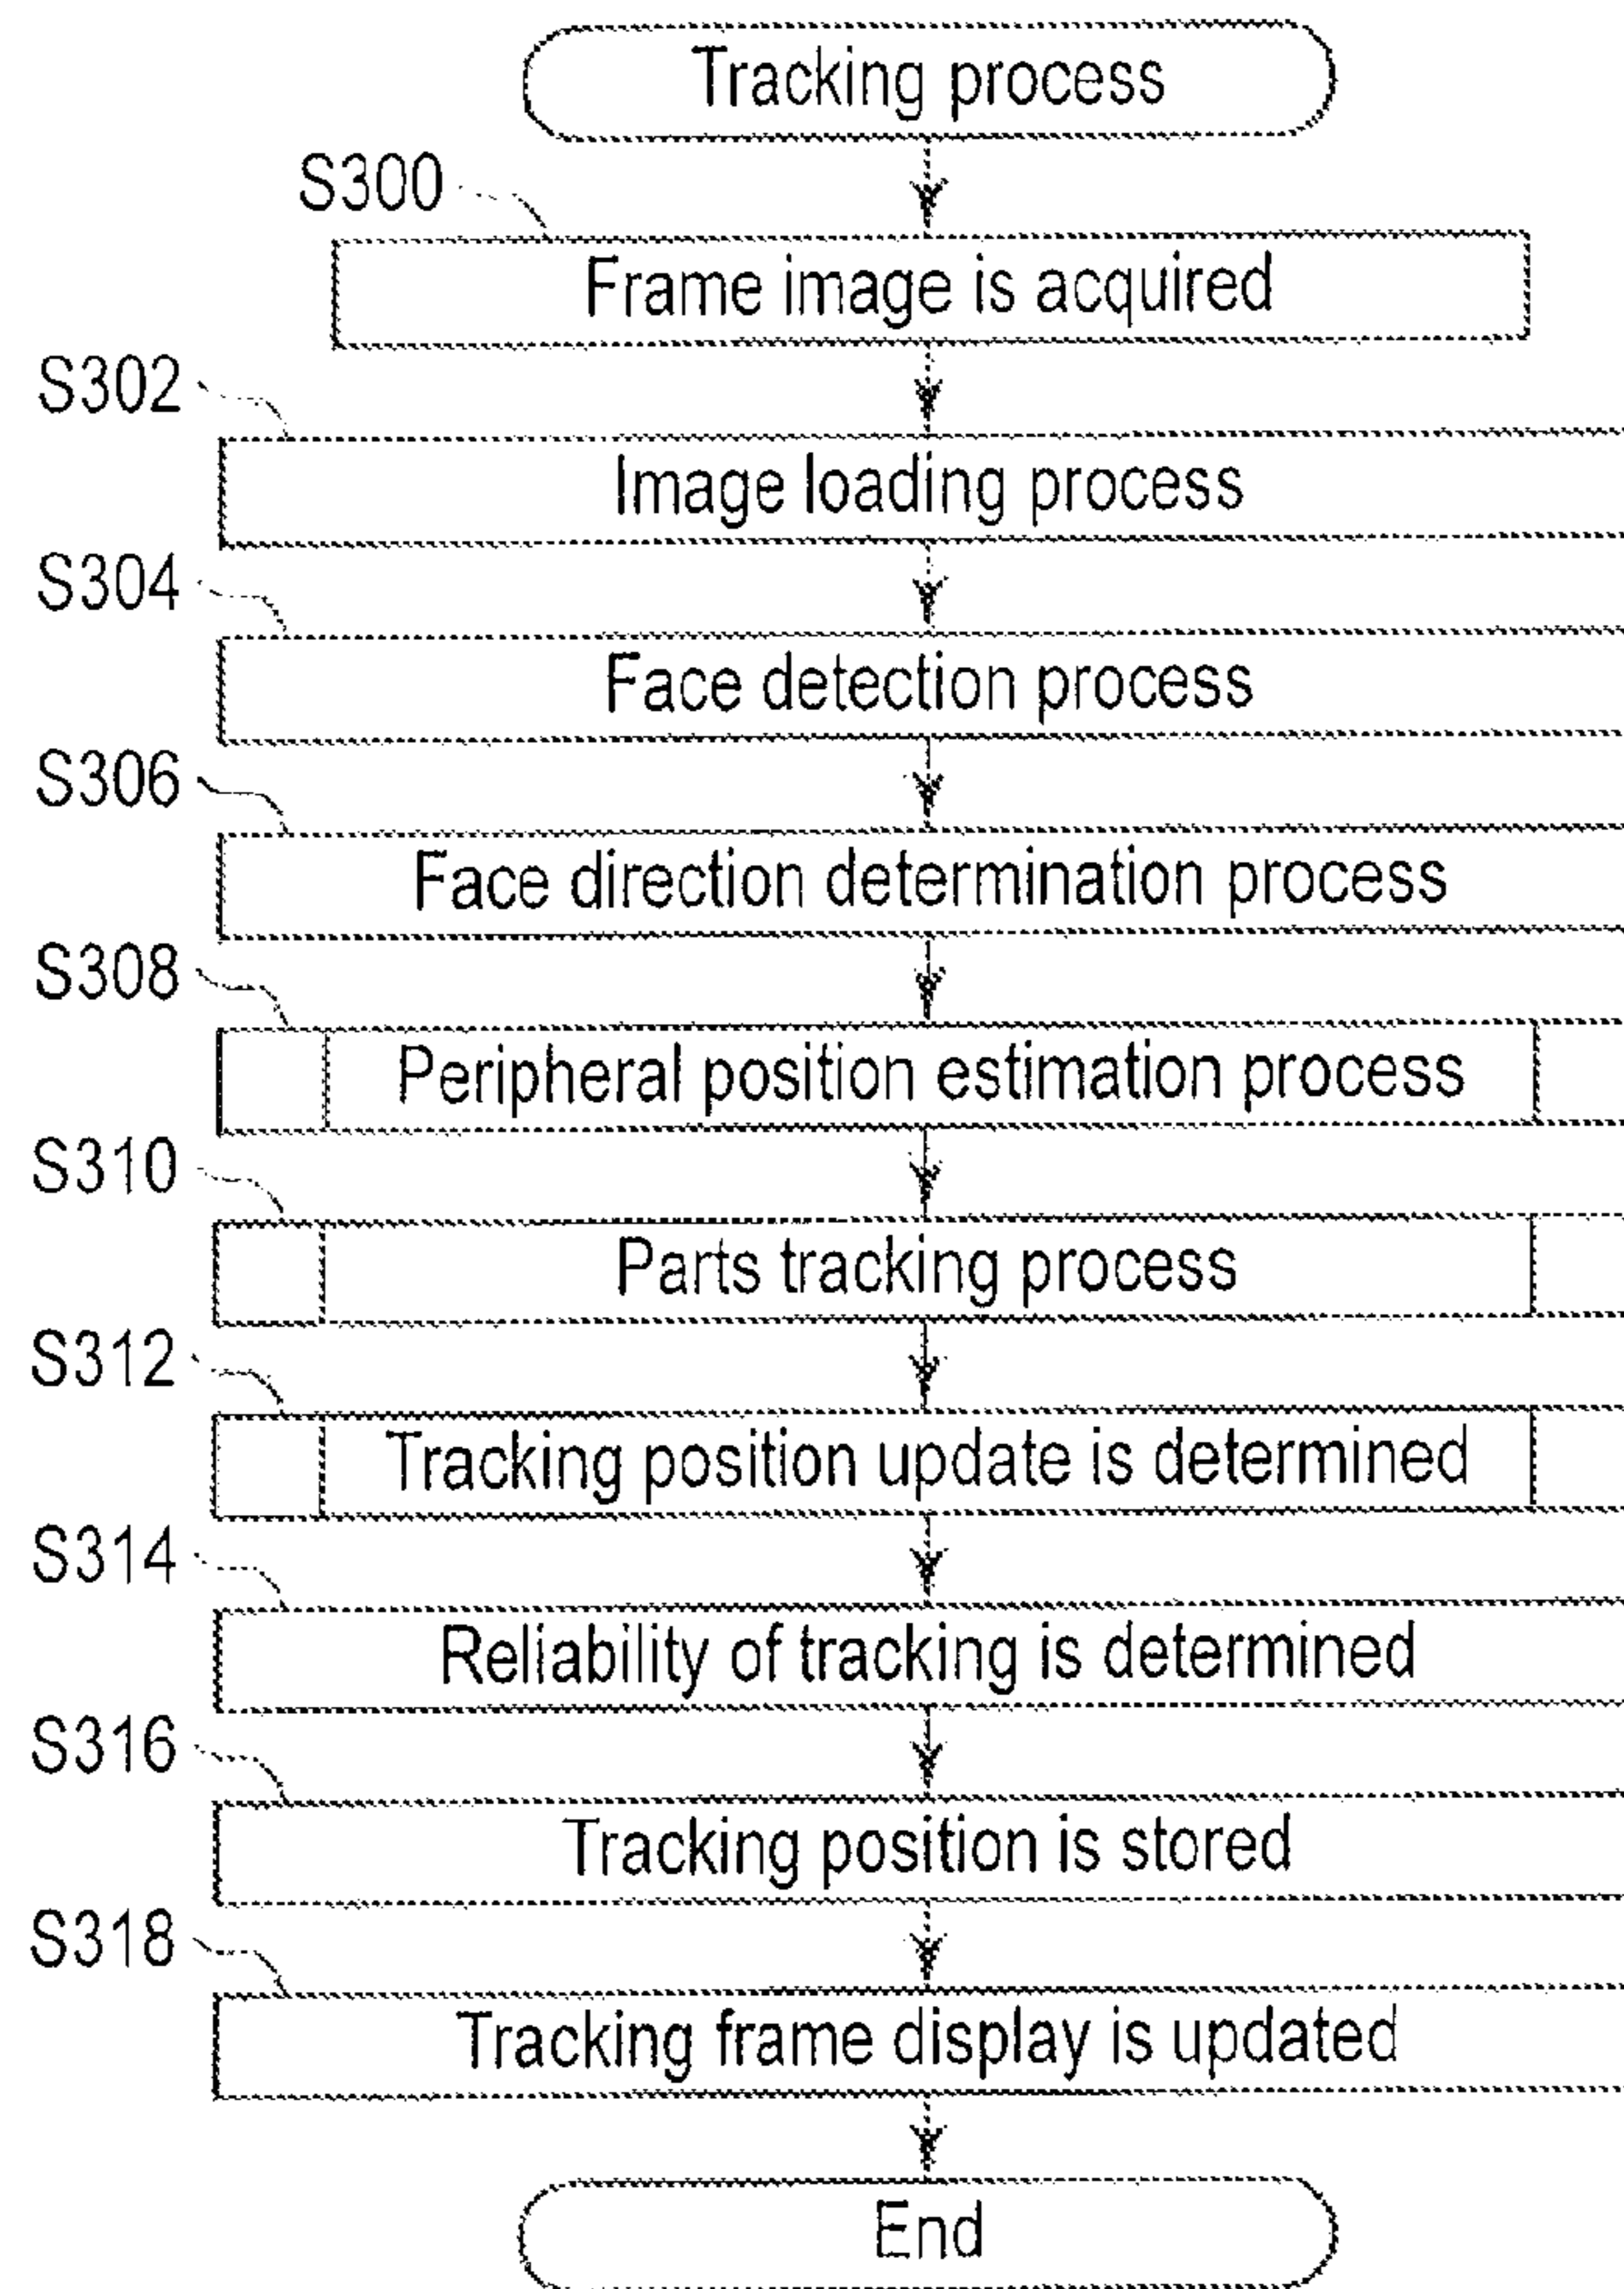 Tracking process
S300
Frame image is acquired
S302
Image loading process
S304
Face detection process
S306
Face direction determination process
S308
Peripheral position estimation process
S310
Parts tracking process
S312
Tracking position update is determined
S314
Reliability of tracking is determined
S316
Tracking position is stored
S318
Tracking frame display is updated
End